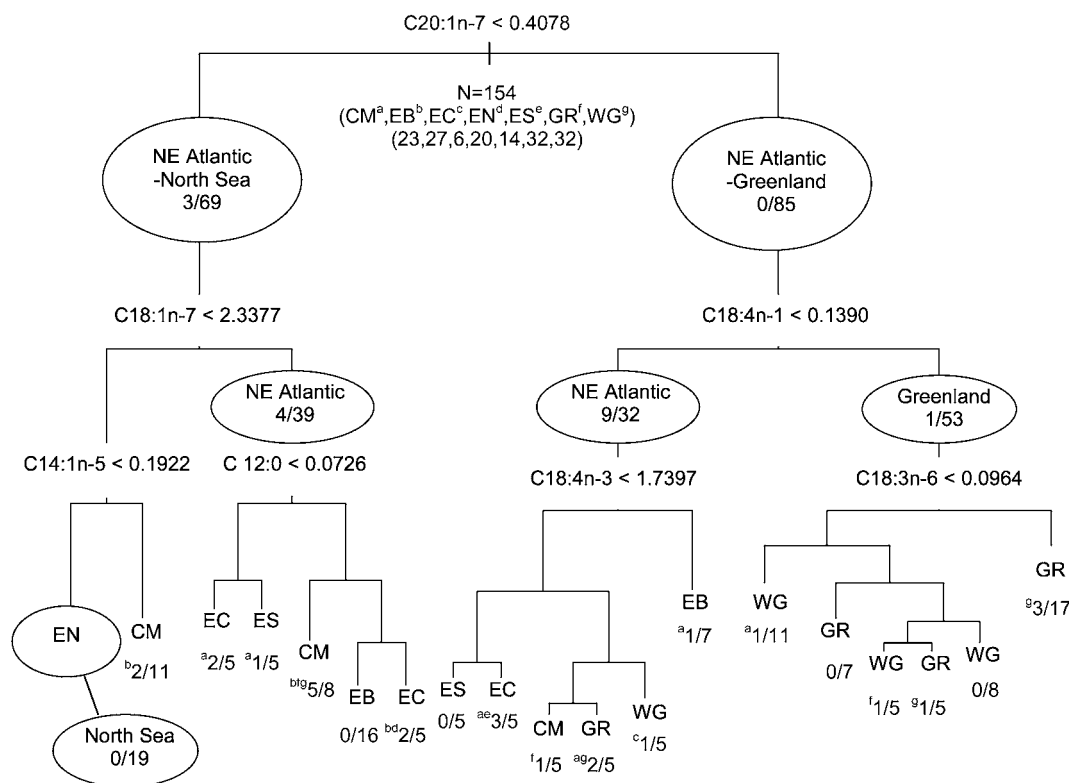 C20:1n-7 < 0.4078
N=154
(CMᵃ,EBᵇ,ECᶜ,ENᵈ,ESᵉ,GRᶠ,WGᵍ)
(23,27,6,20,14,32,32)
NE Atlantic
-North Sea
3/69
NE Atlantic
-Greenland
0/85
C18:1n-7 < 2.3377
C18:4n-1 < 0.1390
NE Atlantic
4/39
NE Atlantic
9/32
Greenland
1/53
C14:1n-5 < 0.1922
C 12:0 < 0.0726
C18:4n-3 < 1.7397
C18:3n-6 < 0.0964
EN
North Sea
0/19
CM
ᵇ2/11
EC
ᵃ2/5
ES
ᵃ1/5
CM
ᵇᶠᵍ5/8
EB
0/16
EC
ᵇᵈ2/5
ES
0/5
EC
ᵃᵉ3/5
CM
ᶠ1/5
GR
ᵃᵍ2/5
WG
ᶜ1/5
EB
ᵃ1/7
WG
ᵃ1/11
GR
0/7
WG
ᶠ1/5
GR
ᵍ1/5
WG
0/8
GR
ᵍ3/17